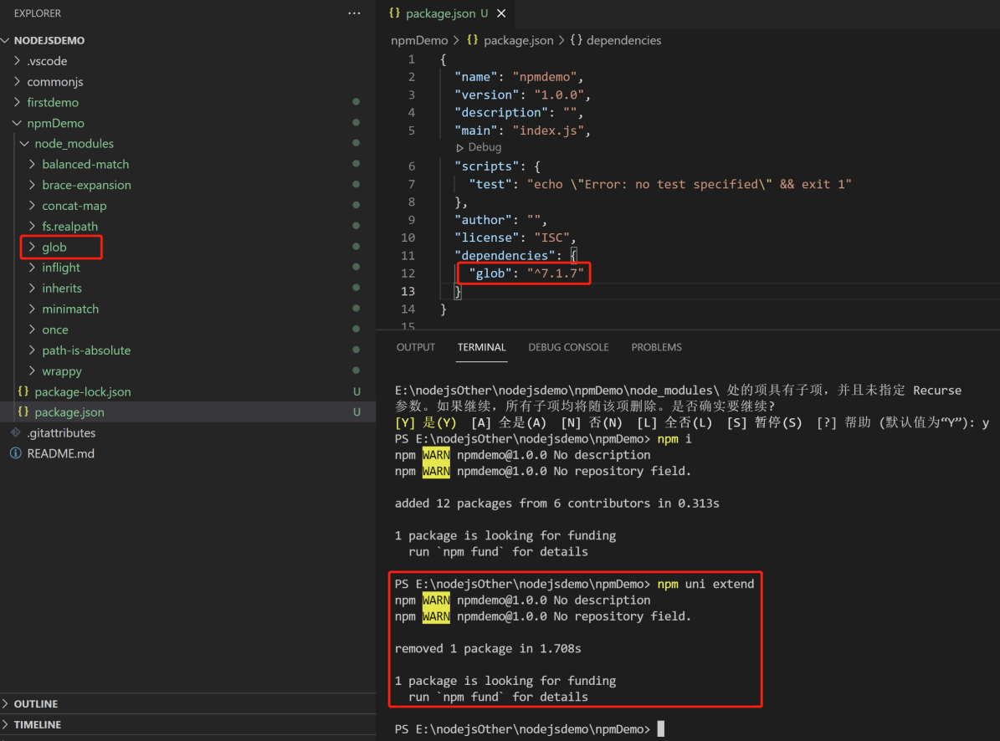 EXPLORER
···
NODEJSDEMO
.vscode
commonjs
firstdemo
npmDemo
node_modules
balanced-match
brace-expansion
concat-map
fs.realpath
glob
inflight
inherits
minimatch
once
path-is-absolute
wrappy
{} package-lock.json U
{} package.json U
.gitattributes
README.md
OUTLINE
TIMELINE
{} package.json U ×
npmDemo > {} package.json > {} dependencies
1 {
2 "name": "npmdemo",
3 "version": "1.0.0",
4 "description": "",
5 "main": "index.js",
Debug
6 "scripts": {
7 "test": "echo \"Error: no test specified\" && exit 1"
8 },
9 "author": "",
10 "license": "ISC",
11 "dependencies": {
12 "glob": "^7.1.7"
13 }
14 }
15
OUTPUT TERMINAL DEBUG CONSOLE PROBLEMS
E:\nodejsOther\nodejsdemo\npmDemo\node_modules\ 处的项具有子项，并且未指定 Recurse
参数。如果继续，所有子项均将随该项删除。是否确实要继续?
[Y] 是(Y) [A] 全是(A) [N] 否(N) [L] 全否(L) [S] 暂停(S) [?] 帮助 (默认值为“Y”): y
PS E:\nodejsOther\nodejsdemo\npmDemo> npm i
npm WARN npmdemo@1.0.0 No description
npm WARN npmdemo@1.0.0 No repository field.
added 12 packages from 6 contributors in 0.313s
1 package is looking for funding
run `npm fund` for details
PS E:\nodejsOther\nodejsdemo\npmDemo> npm uni extend
npm WARN npmdemo@1.0.0 No description
npm WARN npmdemo@1.0.0 No repository field.
removed 1 package in 1.708s
1 package is looking for funding
run `npm fund` for details
PS E:\nodejsOther\nodejsdemo\npmDemo>